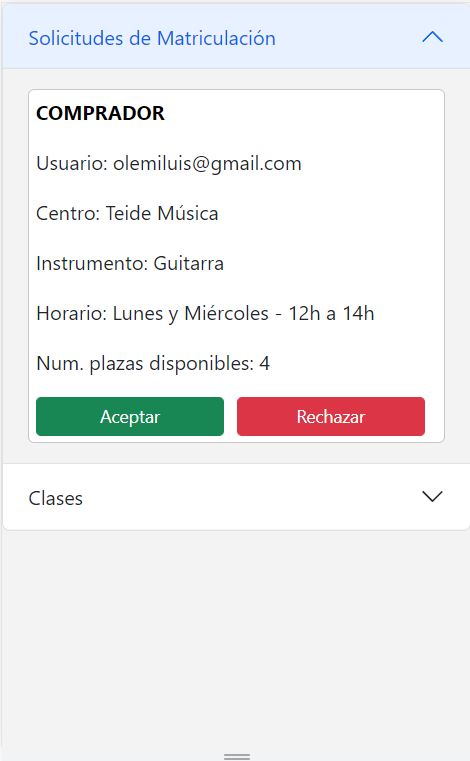 Solicitudes de Matriculación
COMPRADOR
Usuario: olemiluis@gmail.com
Centro: Teide Música
Instrumento: Guitarra
Horario: Lunes y Miércoles - 12h a 14h
Num. plazas disponibles: 4
Aceptar
Rechazar
Clases